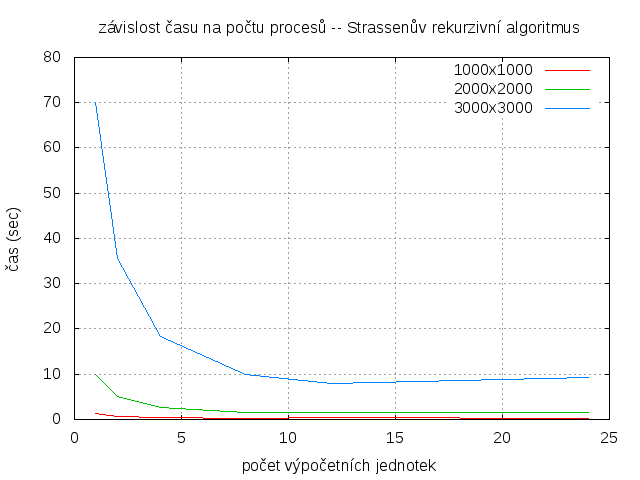 závislost času na počtu procesů -- Strassenův rekurzivní algoritmus
80
70
60
50
40
30
20
10
0
čas (sec)
1000x1000
2000x2000
3000x3000
0 5 10 15 20 25
počet výpočetních jednotek